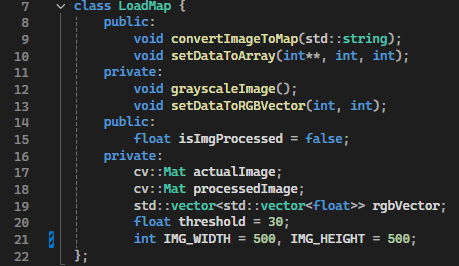 7 class LoadMap {
8 public:
9 void convertImageToMap(std::string);
10 void setDataToArray(int**, int, int);
11 private:
12 void grayscaleImage();
13 void setDataToRGBVector(int, int);
14 public:
15 float isImgProcessed = false;
16 private:
17 cv::Mat actualImage;
18 cv::Mat processedImage;
19 std::vector<std::vector<float>> rgbVector;
20 float threshold = 30;
21 int IMG_WIDTH = 500, IMG_HEIGHT = 500;
22 };